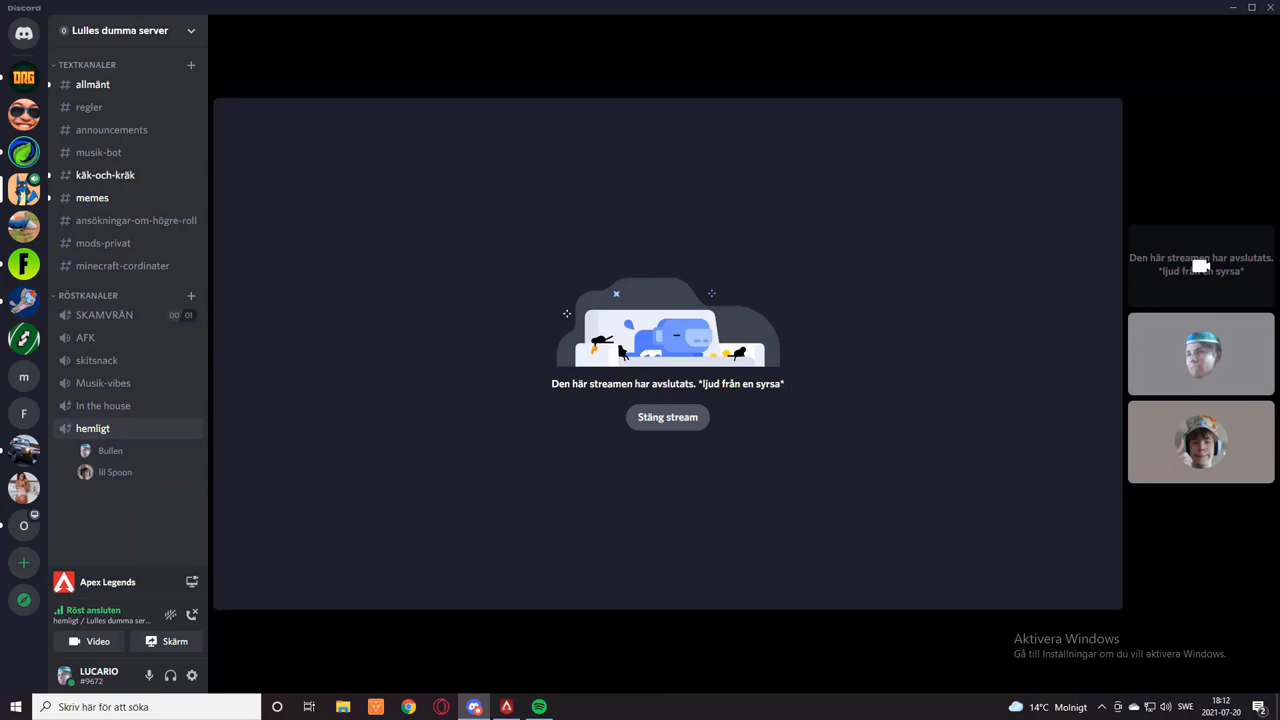 Discord
Lulles dumma server
TEXTKANALER
allmänt
regler
announcements
musik-bot
käk-och-kräk
memes
ansökningar-om-högre-roll
mods-privat
minecraft-cordinater
RÖSTKANALER
SKAMVRÅN 00 01
AFK
skitsnack
Musik-vibes
In the house
hemligt
Bullen
lil Spoon
DRG
F
m
F
O
Apex Legends
Röst ansluten
hemligt / Lulles dumma ser...
Video Skärm
LUCARIO
#9672
Den här streamen har avslutats. *ljud från en syrsa*
Stäng stream
Den här streamen har avslutats.
*ljud från en syrsa*
Aktivera Windows
Gå till Inställningar om du vill aktivera Windows.
Skriv här för att söka
14°C Molnigt
SWE
18:12
2021-07-20
2